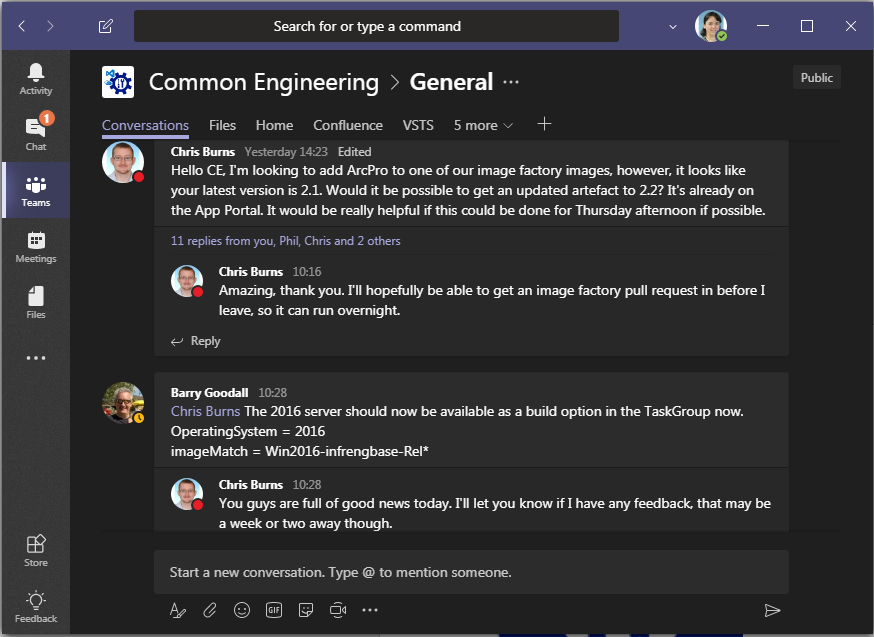 Search for or type a command
Activity
Chat
1
Teams
Meetings
Files
Store
Feedback
Common Engineering > General ...
Public
Conversations Files Home Confluence VSTS 5 more
Chris Burns Yesterday 14:23 Edited
Hello CE, I'm looking to add ArcPro to one of our image factory images, however, it looks like
your latest version is 2.1. Would it be possible to get an updated artefact to 2.2? It's already on
the App Portal. It would be really helpful if this could be done for Thursday afternoon if possible.
11 replies from you, Phil, Chris and 2 others
Chris Burns 10:16
Amazing, thank you. I'll hopefully be able to get an image factory pull request in before I
leave, so it can run overnight.
Reply
Barry Goodall 10:28
Chris Burns The 2016 server should now be available as a build option in the TaskGroup now.
OperatingSystem = 2016
imageMatch = Win2016-infrengbase-Rel*
Chris Burns 10:28
You guys are full of good news today. I'll let you know if I have any feedback, that may be
a week or two away though.
Start a new conversation. Type @ to mention someone.
GIF